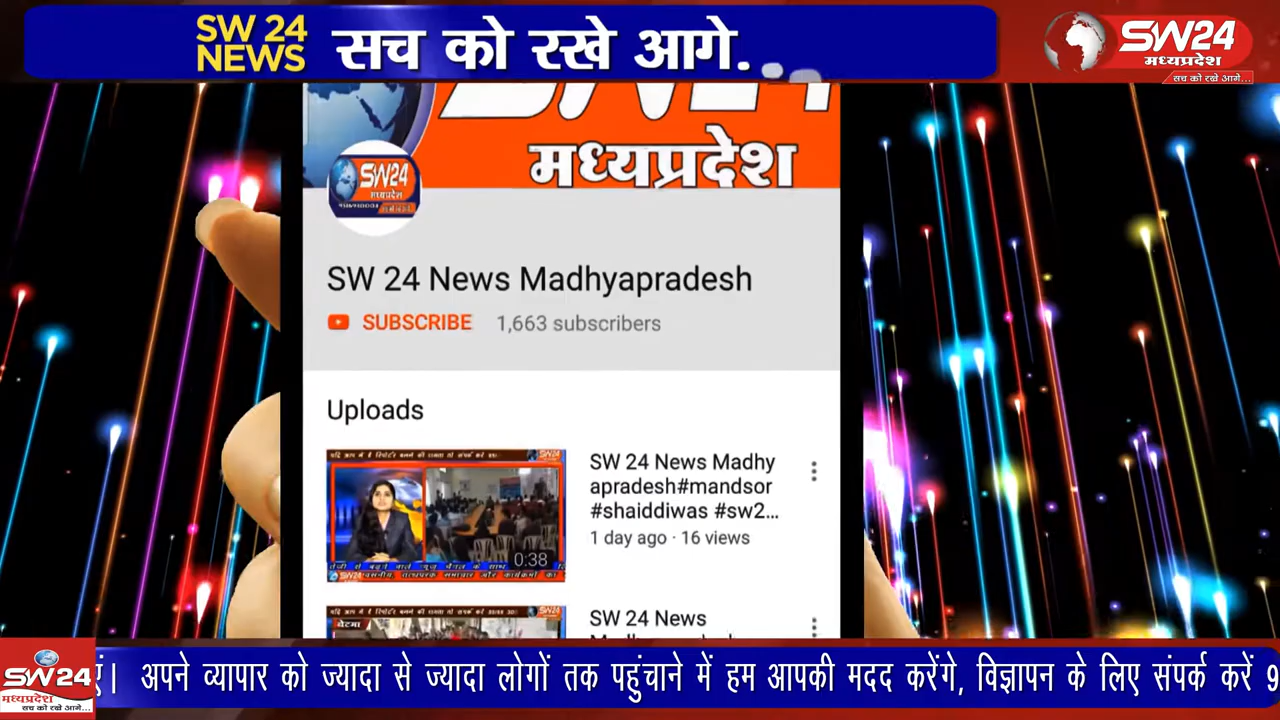 SW 24
NEWS
सच को रखे आगे..
SW24
मध्यप्रदेश
सच को रखे आगे...
मध्यप्रदेश
SW24
मध्यप्रदेश
SW 24 News Madhyapradesh
SUBSCRIBE 1,663 subscribers
Uploads
SW 24 News Madhy
apradesh#mandsor
#shaiddiwas #sw2...
1 day ago · 16 views
0:38
SW 24 News
SW24
मध्यप्रदेश
सच को रखे आगे...
अपने व्यापार को ज्यादा से ज्यादा लोगों तक पहुंचाने में हम आपकी मदद करेंगे, विज्ञापन के लिए संपर्क करें 9